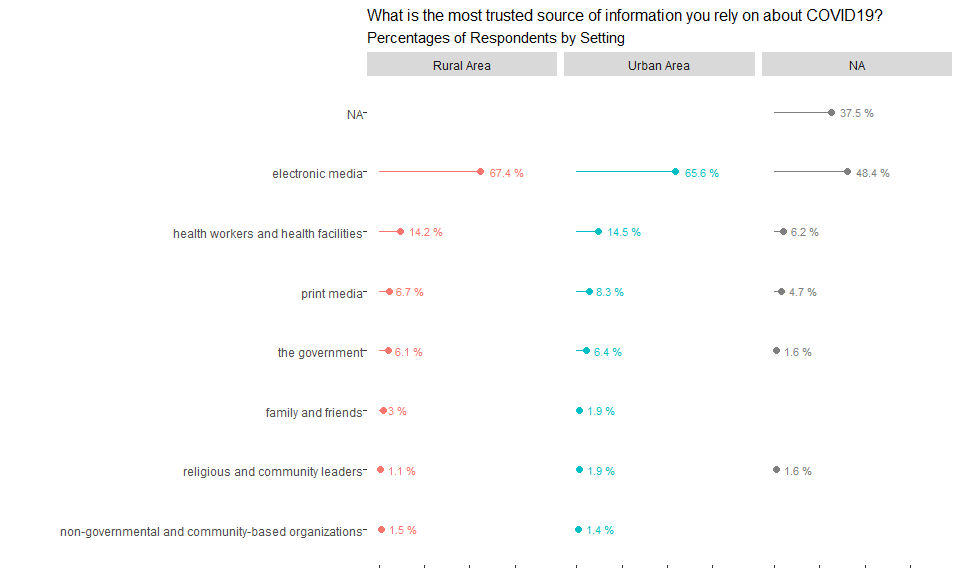 What is the most trusted source of information you rely on about COVID19?
Percentages of Respondents by Setting
Rural Area Urban Area NA
NA 37.5 %
electronic media 67.4 % 65.6 % 48.4 %
health workers and health facilities 14.2 % 14.5 % 6.2 %
print media 6.7 % 8.3 % 4.7 %
the government 6.1 % 6.4 % 1.6 %
family and friends 3 % 1.9 %
religious and community leaders 1.1 % 1.9 % 1.6 %
non-governmental and community-based organizations 1.5 % 1.4 %